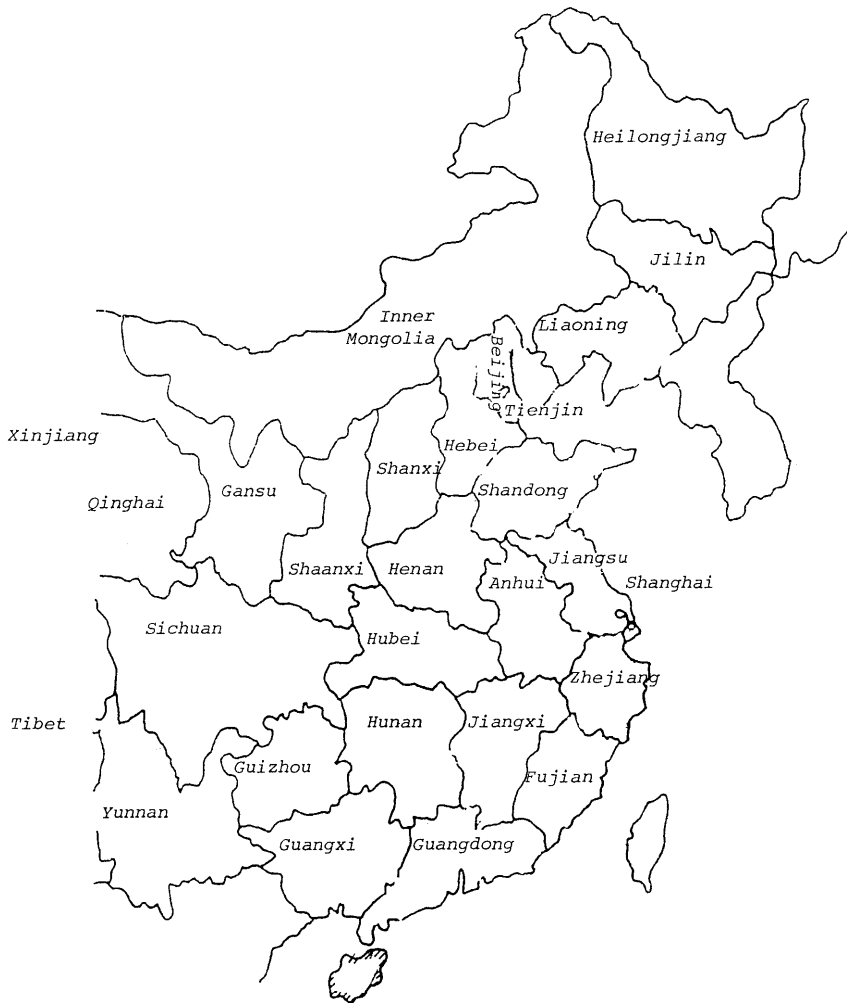 Heilongjiang
Jilin
Inner
Mongolia
Liaoning
Beijing
Tienjin
Xinjiang
Hebei
Shanxi
Gansu
Shandong
Qinghai
Shaanxi
Henan
Anhui
Jiangsu
Shanghai
Sichuan
Hubei
Zhejiang
Tibet
Hunan
Jiangxi
Guizhou
Fujian
Yunnan
Guangxi
Guangdong